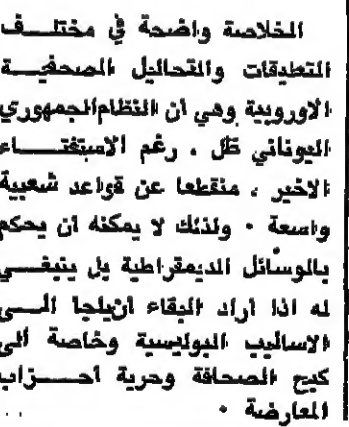 الخلاصة واضحة في مختلف
التعليقات والتحاليل الصحفية
الاوروبية وهي ان النظام الجمهوري
اليوناني ظل ، رغم الاستفتاء
الاخير ، منقطعا عن قواعد شعبية
واسعة · ولذلك لا يمكنه ان يحكم
بالوسائل الديمقراطية بل ينبغي
له اذا اراد البقاء ان يلجا الى
الاساليب البوليسية وخاصة الى
كبح الصحافة وحرية احزاب
المعارضة ·